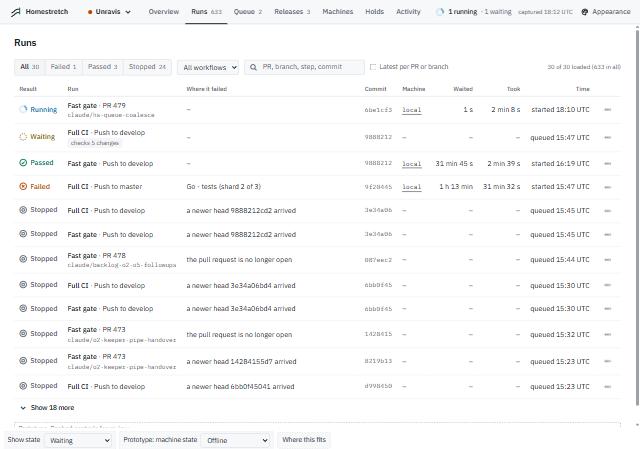 Homestretch Unravis Overview Runs 633 Queue 2 Releases 3 Machines Holds Activity 1 running · 1 waiting captured 18:12 UTC Appearance
Runs
All 30 Failed 1 Passed 3 Stopped 24 All workflows PR, branch, step, commit Latest per PR or branch 30 of 30 loaded (633 in all)
Result Run Where it failed Commit Machine Waited Took Time
Running Fast gate · PR 479 – 6be1cf3 local 1 s 2 min 8 s started 18:10 UTC
claude/hs-queue-coalesce
Waiting Full CI · Push to develop – 9888212 – – – queued 15:47 UTC
checks 5 changes
Passed Fast gate · Push to develop – 9888212 local 31 min 45 s 2 min 39 s started 16:19 UTC
Failed Full CI · Push to master Go · tests (shard 2 of 3) 9f28445 local 1 h 13 min 31 min 32 s started 15:47 UTC
Stopped Full CI · Push to develop a newer head 9888212cd2 arrived 3e34a06 – – – queued 15:45 UTC
Stopped Fast gate · Push to develop a newer head 9888212cd2 arrived 3e34a06 – – – queued 15:45 UTC
Stopped Fast gate · PR 478 the pull request is no longer open 087eec2 – – – queued 15:44 UTC
claude/backlog-o2-o5-followups
Stopped Full CI · Push to develop a newer head 3e34a06bd4 arrived 6bb0f45 – – – queued 15:30 UTC
Stopped Fast gate · Push to develop a newer head 3e34a06bd4 arrived 6bb0f45 – – – queued 15:30 UTC
Stopped Fast gate · PR 473 the pull request is no longer open 1428415 – – – queued 15:32 UTC
claude/o2-keeper-pipe-handover
Stopped Fast gate · PR 473 a newer head 14284155d7 arrived 8219b13 – – – queued 15:23 UTC
claude/o2-keeper-pipe-handover
Stopped Full CI · Push to develop a newer head 6bb0f45041 arrived d998450 – – – queued 15:23 UTC
Show 18 more
Show state Waiting Prototype: machine state Offline Where this fits